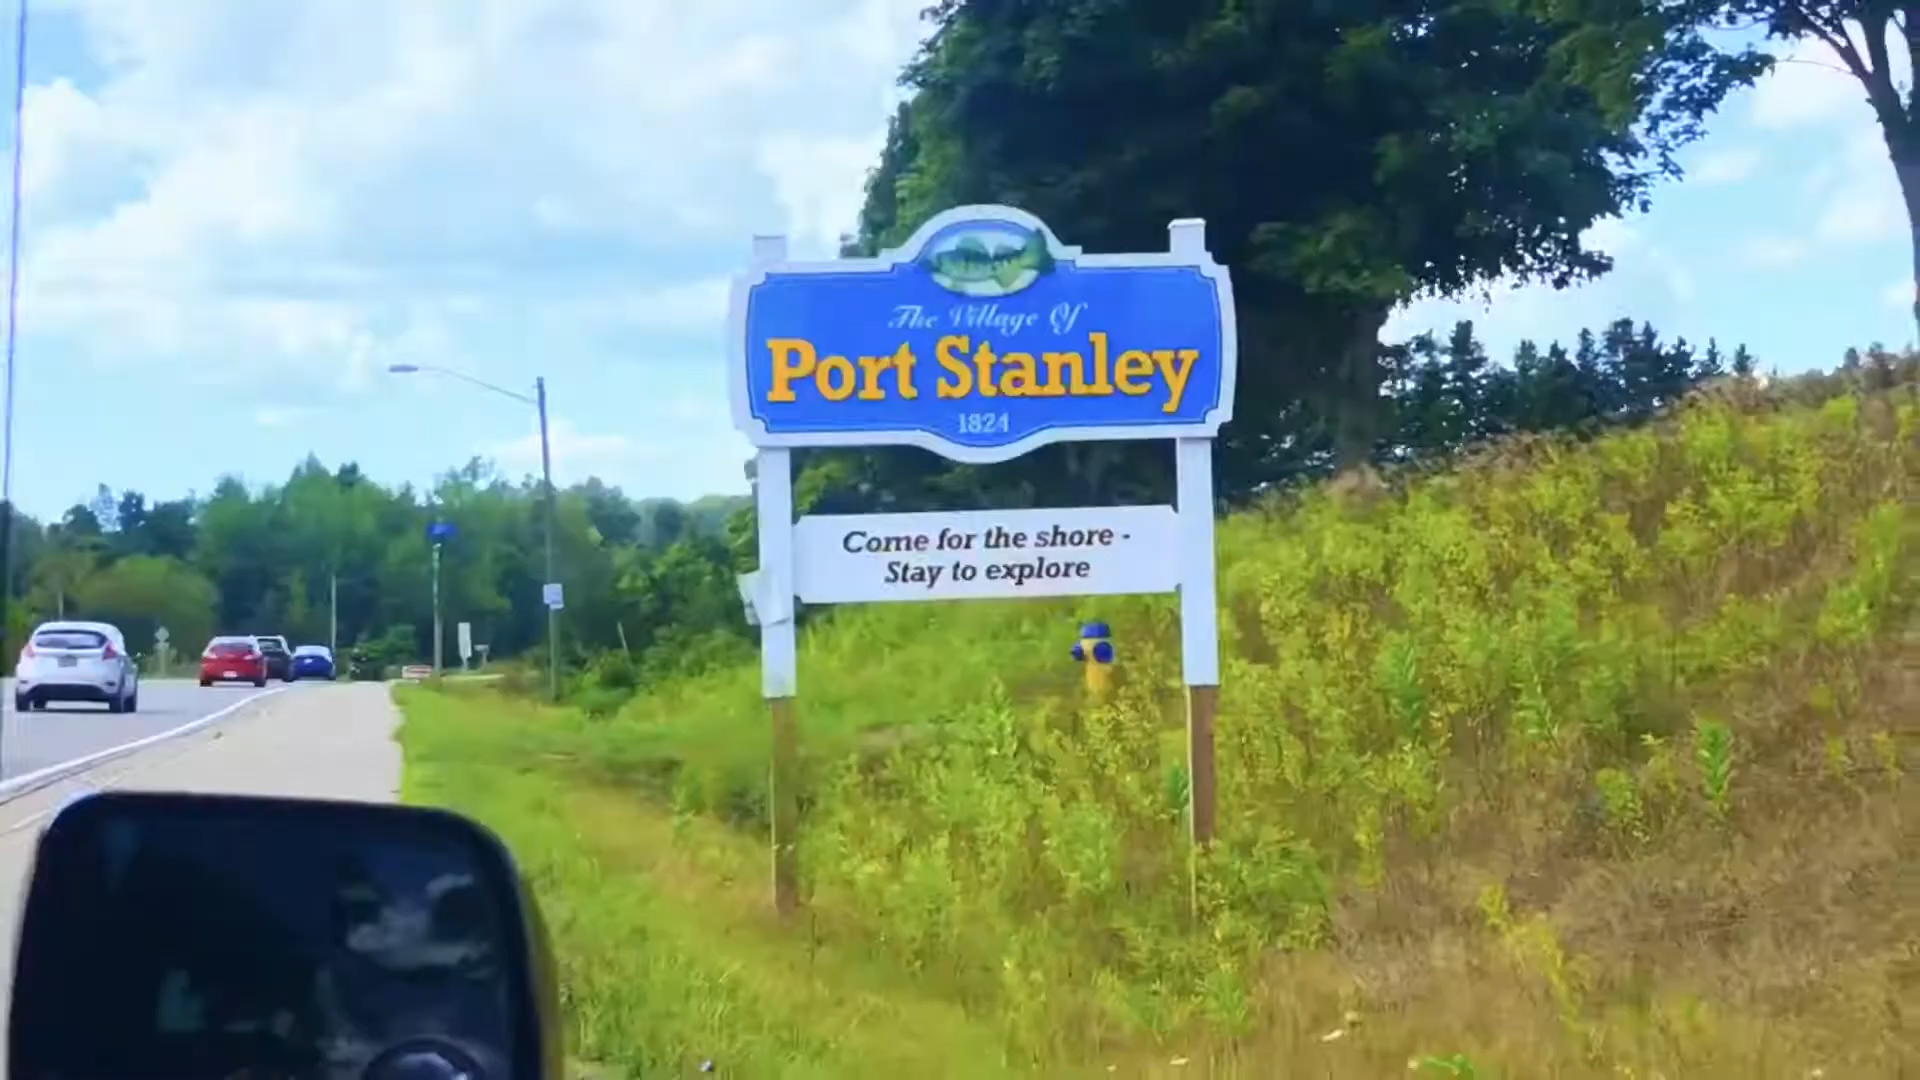 The Village Of
Port Stanley
1824
Come for the shore -
Stay to explore